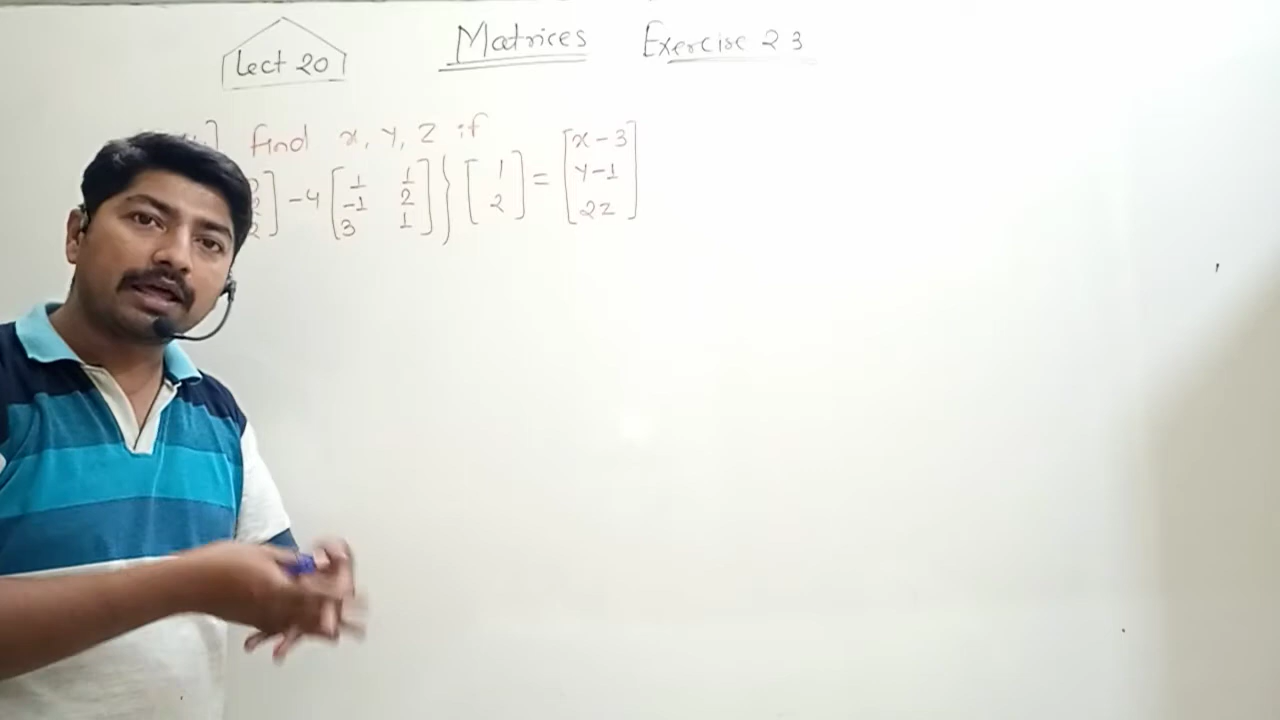 Lect 20 Matrices Exercise 2 3
Find x, y, z if
] - 4 [ 1 1 ] } [ 1 ] = [ x - 3 ]
-1 2 2 y - 1
2 3 1 2z